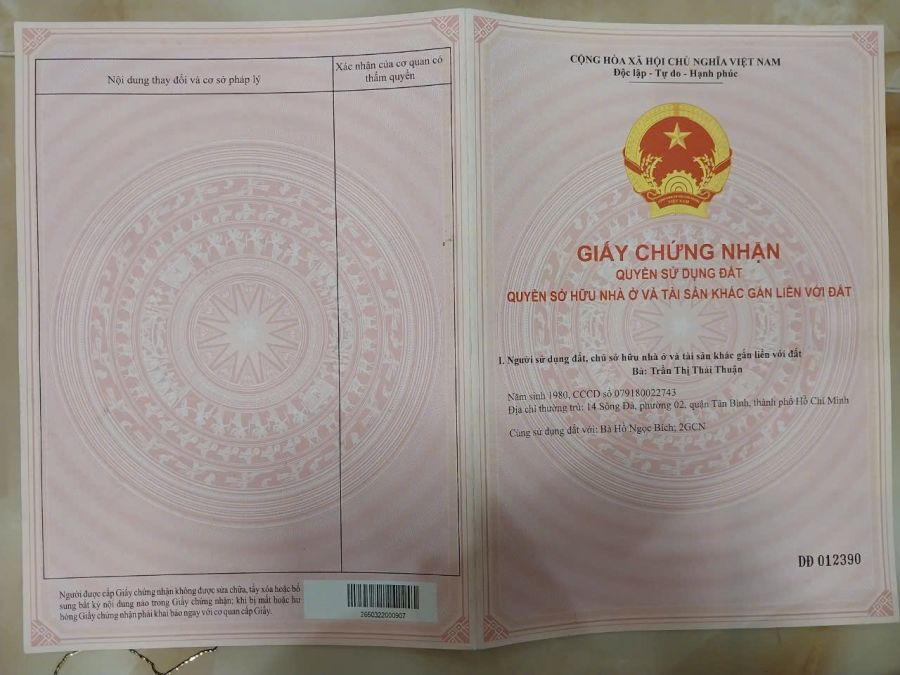 Nội dung thay đổi và cơ sở pháp lý
Xác nhận của cơ quan có
thẩm quyền
Người được cấp Giấy chứng nhận không được sửa chữa, tẩy xóa hoặc bổ
sung bất kỳ nội dung nào trong Giấy chứng nhận; khi bị mất hoặc hư
hỏng Giấy chứng nhận phải khai báo ngay với cơ quan cấp Giấy.
2650322000907
CỘNG HÒA XÃ HỘI CHỦ NGHĨA VIỆT NAM
Độc lập - Tự do - Hạnh phúc
VIỆT NAM
GIẤY CHỨNG NHẬN
QUYỀN SỬ DỤNG ĐẤT
QUYỀN SỞ HỮU NHÀ Ở VÀ TÀI SẢN KHÁC GẮN LIỀN VỚI ĐẤT
I. Người sử dụng đất, chủ sở hữu nhà ở và tài sản khác gắn liền với đất
Bà: Trần Thị Thái Thuận
Năm sinh 1980, CCCD số 079180022743
Địa chỉ thường trú: 14 Sông Đà, phường 02, quận Tân Bình, thành phố Hồ Chí Minh
Cùng sử dụng đất với: Bà Hồ Ngọc Bích; 2GCN
DĐ 012390